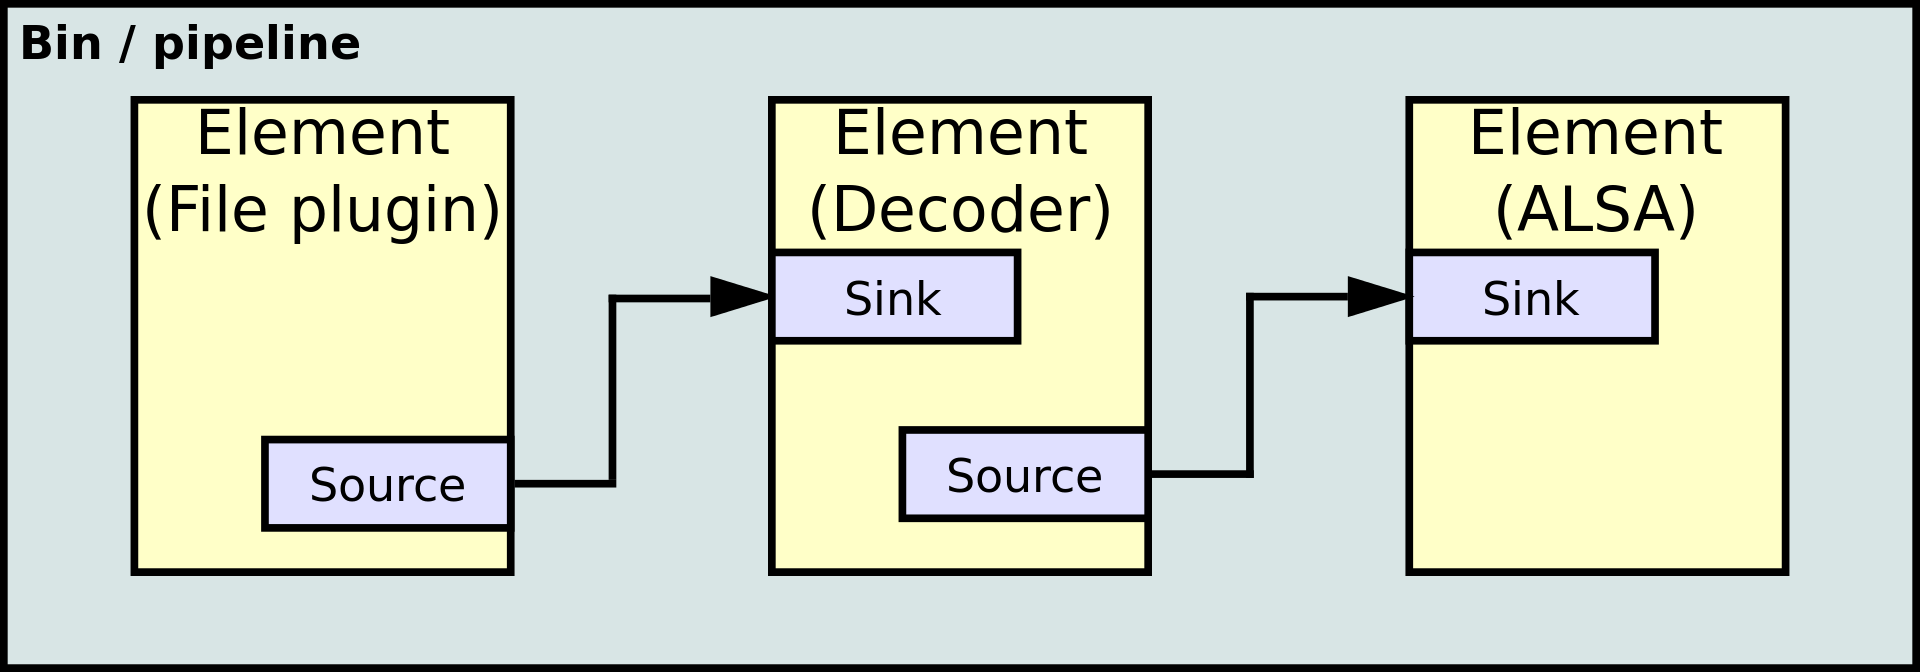 Bin / pipeline
Element
(File plugin)
Source
Element
(Decoder)
Sink
Source
Element
(ALSA)
Sink